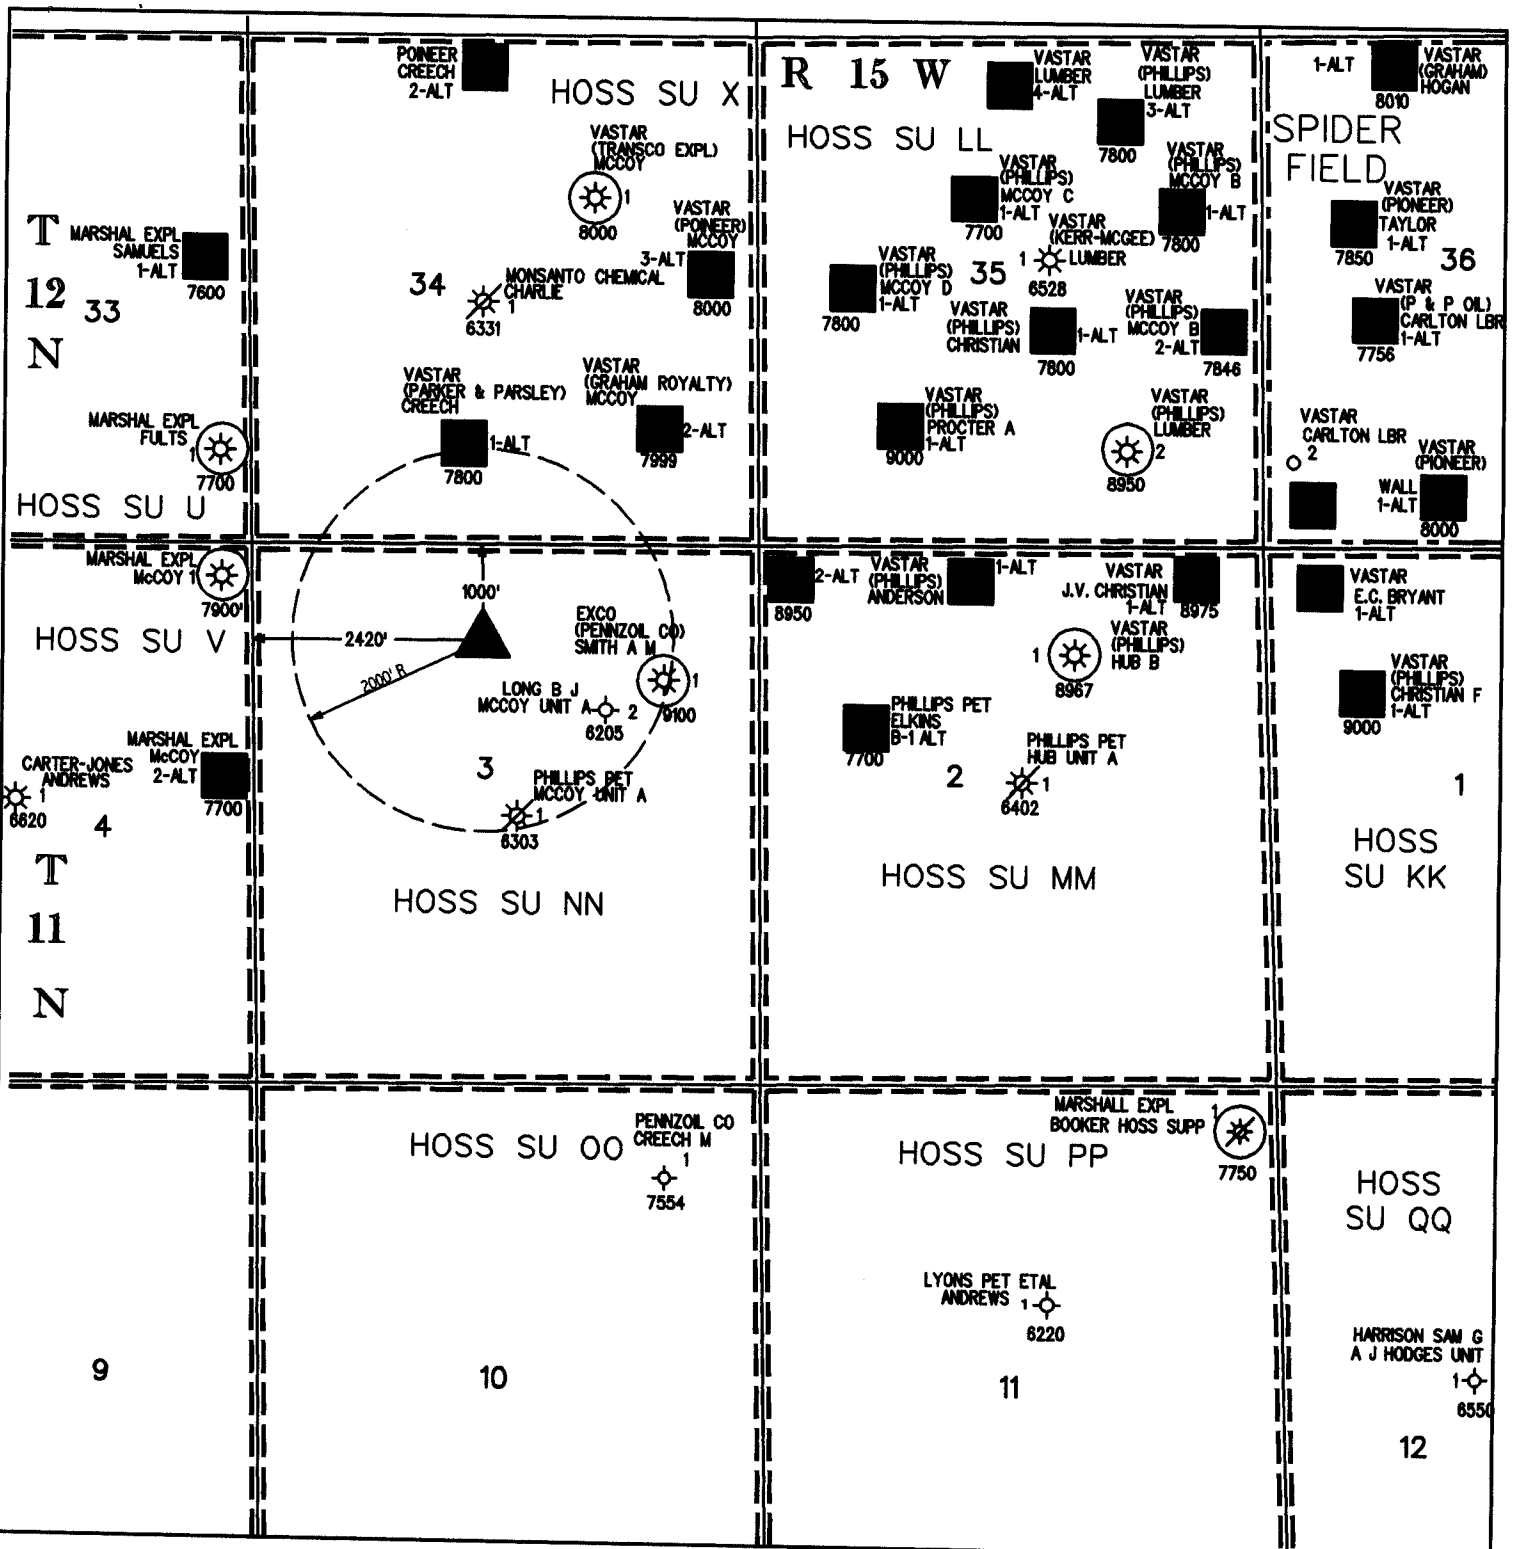 POINEER
CREECH
2-ALT
HOSS SU X
VASTAR
(TRANSCO EXPL)
MCCOY
1
8000
VASTAR
(POINEER)
MCCOY
3-ALT
8000
T
12
N
MARSHAL EXPL
SAMUELS
1-ALT
7600
33
34
MONSANTO CHEMICAL
CHARLIE
1
6331
VASTAR
(PARKER & PARSLEY)
CREECH
1-ALT
7800
VASTAR
(GRAHAM ROYALTY)
MCCOY
2-ALT
7999
MARSHAL EXPL
FULTS
1
7700
HOSS SU U
R 15 W
HOSS SU LL
VASTAR
LUMBER
4-ALT
VASTAR
(PHILLIPS)
LUMBER
3-ALT
7800
VASTAR
(PHILLIPS)
MCCOY C
1-ALT
7700
VASTAR
(PHILLIPS)
MCCOY B
1-ALT
7800
VASTAR
(KERR-MCGEE)
LUMBER
1
6528
35
VASTAR
(PHILLIPS)
MCCOY D
1-ALT
7800
VASTAR
(PHILLIPS)
CHRISTIAN
1-ALT
7800
VASTAR
(PHILLIPS)
MCCOY B
2-ALT
7846
VASTAR
(PHILLIPS)
PROCTER A
1-ALT
9000
VASTAR
(PHILLIPS)
LUMBER
2
8950
1-ALT
VASTAR
(GRAHAM)
HOGAN
8010
SPIDER
FIELD
VASTAR
(PIONEER)
TAYLOR
1-ALT
7850
36
VASTAR
(P & P OIL)
CARLTON LBR
1-ALT
7756
VASTAR
CARLTON LBR
2
VASTAR
(PIONEER)
WALL
1-ALT
8000
MARSHAL EXPL
McCOY 1
7900'
HOSS SU V
1000'
2420'
2000' R
EXCO
(PENNZOIL CO)
SMITH A M
1
9100
LONG B J
MCCOY UNIT A
2
6205
3
PHILLIPS PET
MCCOY UNIT A
1
6303
MARSHAL EXPL
McCOY
2-ALT
7700
CARTER-JONES
ANDREWS
1
6620
4
T
11
N
HOSS SU NN
2-ALT
8950
VASTAR
(PHILLIPS)
ANDERSON
1-ALT
VASTAR
J.V. CHRISTIAN
1-ALT
8975
VASTAR
(PHILLIPS)
HUB B
1
8967
PHILLIPS PET
ELKINS
B-1 ALT
7700
2
PHILLIPS PET
HUB UNIT A
1
6402
HOSS SU MM
VASTAR
E.C. BRYANT
1-ALT
VASTAR
(PHILLIPS)
CHRISTIAN F
1-ALT
9000
1
HOSS
SU KK
HOSS SU OO
PENNZOIL CO
CREECH M
1
7554
HOSS SU PP
MARSHALL EXPL
BOOKER HOSS SUPP
1
7750
HOSS
SU QQ
LYONS PET ETAL
ANDREWS
1
6220
HARRISON SAM G
A J HODGES UNIT
1
6550
9
10
11
12